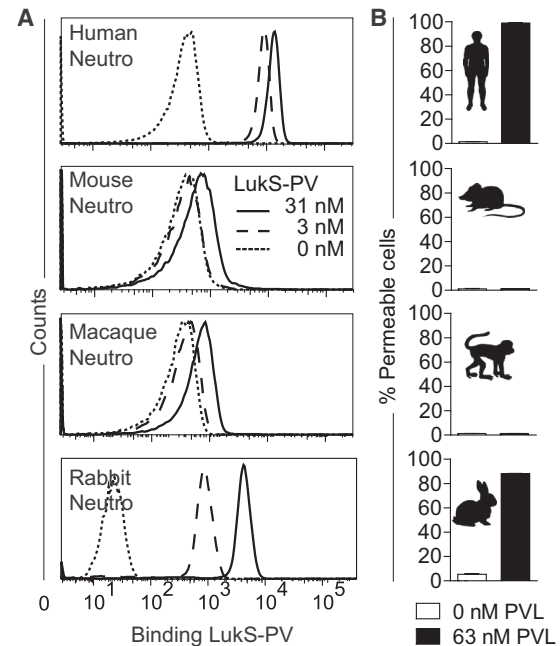 A
Human
Neutro
Mouse
Neutro
LukS-PV
31 nM
3 nM
0 nM
Macaque
Neutro
Rabbit
Neutro
Counts
0 10^1 10^2 10^3 10^4 10^5
Binding LukS-PV
B
100
80
60
40
20
0
100
80
60
40
20
0
100
80
60
40
20
0
100
80
60
40
20
0
% Permeable cells
0 nM PVL
63 nM PVL